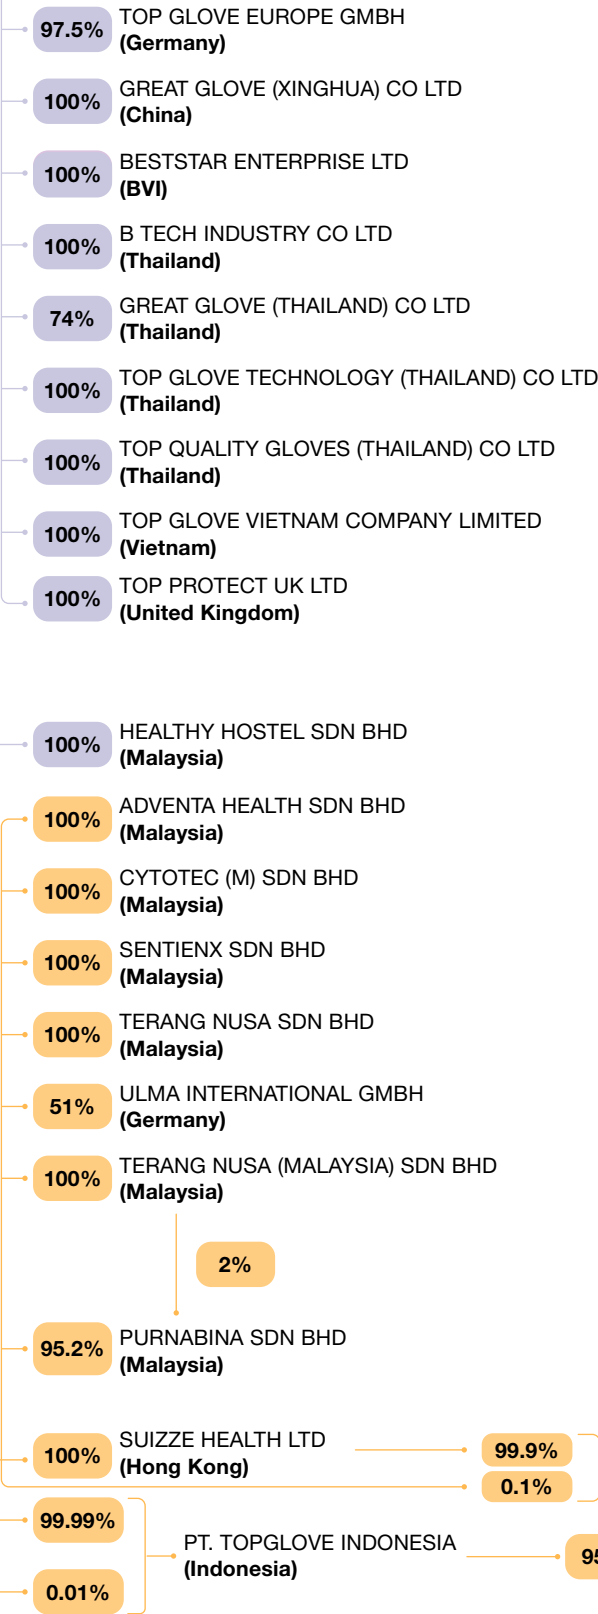 97.5%
TOP GLOVE EUROPE GMBH
(Germany)
100%
GREAT GLOVE (XINGHUA) CO LTD
(China)
100%
BESTSTAR ENTERPRISE LTD
(BVI)
100%
B TECH INDUSTRY CO LTD
(Thailand)
74%
GREAT GLOVE (THAILAND) CO LTD
(Thailand)
100%
TOP GLOVE TECHNOLOGY (THAILAND) CO LTD
(Thailand)
100%
TOP QUALITY GLOVES (THAILAND) CO LTD
(Thailand)
100%
TOP GLOVE VIETNAM COMPANY LIMITED
(Vietnam)
100%
TOP PROTECT UK LTD
(United Kingdom)
100%
HEALTHY HOSTEL SDN BHD
(Malaysia)
100%
ADVENTA HEALTH SDN BHD
(Malaysia)
100%
CYTOTEC (M) SDN BHD
(Malaysia)
100%
SENTIENX SDN BHD
(Malaysia)
100%
TERANG NUSA SDN BHD
(Malaysia)
51%
ULMA INTERNATIONAL GMBH
(Germany)
100%
TERANG NUSA (MALAYSIA) SDN BHD
(Malaysia)
2%
95.2%
PURNABINA SDN BHD
(Malaysia)
100%
SUIZZE HEALTH LTD
(Hong Kong)
99.9%
0.1%
99.99%
0.01%
PT. TOPGLOVE INDONESIA
(Indonesia)